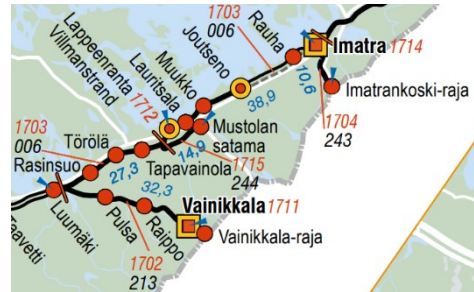 1703
006
Rauha
Imatra
1714
Lappeenranta
Villmanstrand
Lauritsala
Muukko
Joutseno
1712
38,9
10,6
Imatrankoski-raja
1704
243
1703
006
Törölä
Rasinsuo
Mustolan
satama
14,9
1715
244
Tapavainola
27,3
32,3
Vainikkala
1711
Taavetti
Luumäki
Pulsa
Raippo
Vainikkala-raja
1702
213